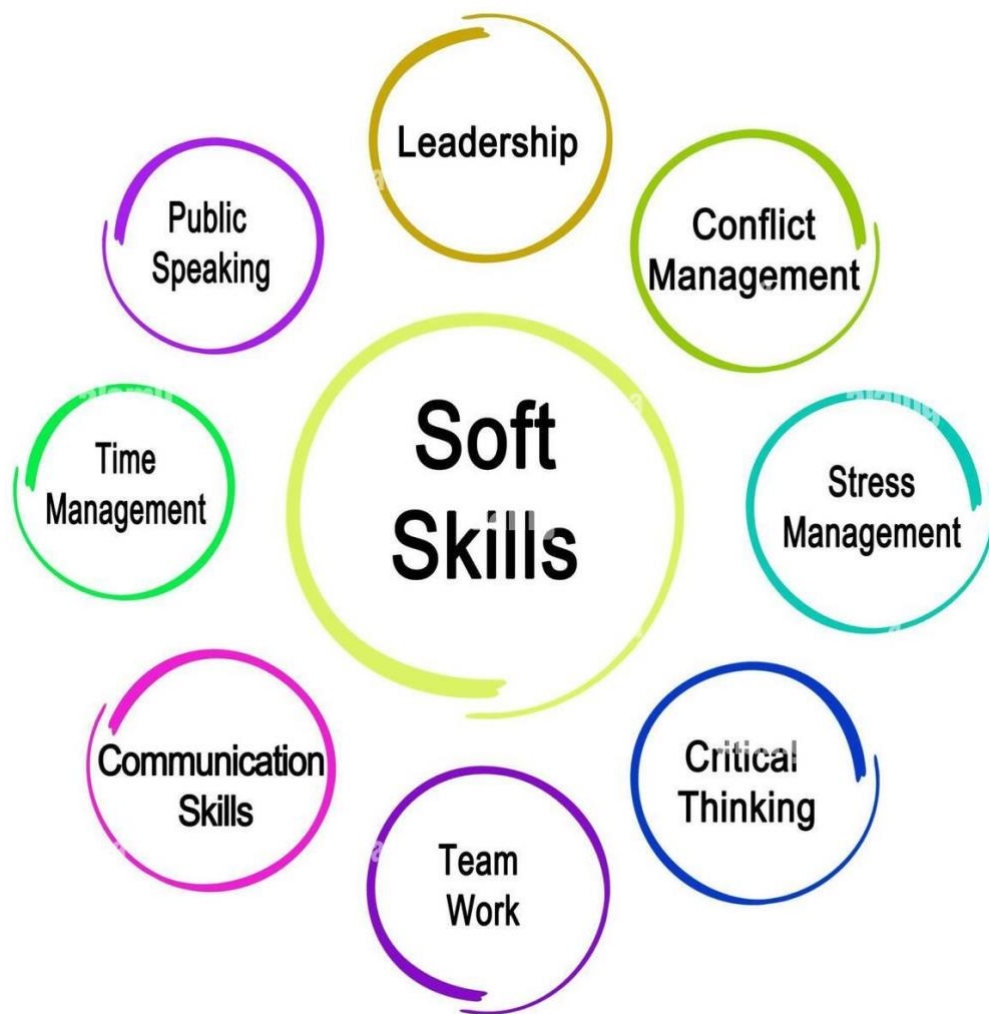 Leadership
Public
Speaking
Conflict
Management
Soft
Skills
Time
Management
Stress
Management
Communication
Skills
Critical
Thinking
Team
Work